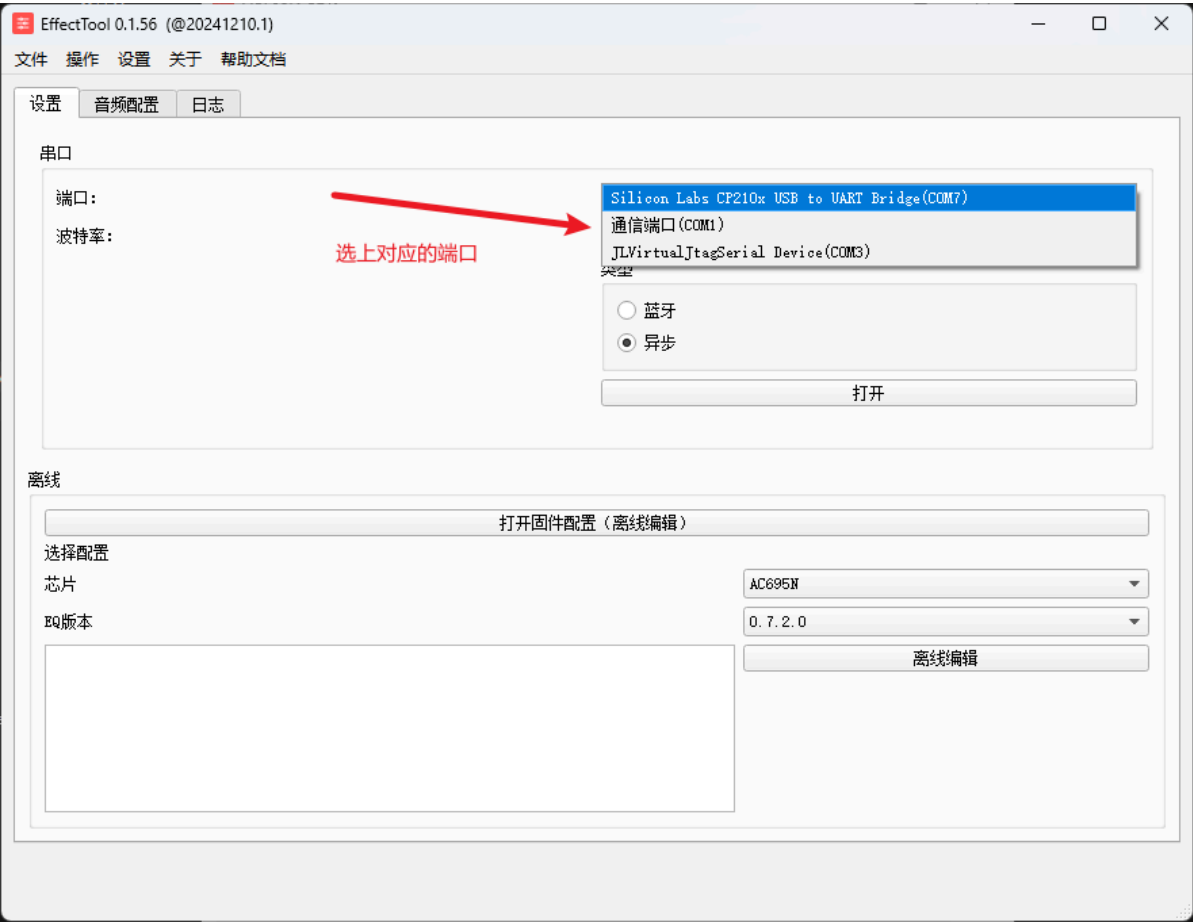 EffectTool 0.1.56 (@20241210.1)
文件 操作 设置 关于 帮助文档
设置 音频配置 日志
串口
端口:
Silicon Labs CP210x USB to UART Bridge(COM7)
通信端口(COM1)
JLVirtualJtagSerial Device(COM3)
波特率:
选上对应的端口
类型
蓝牙
异步
打开
离线
打开固件配置（离线编辑）
选择配置
芯片
AC695N
EQ版本
0.7.2.0
离线编辑